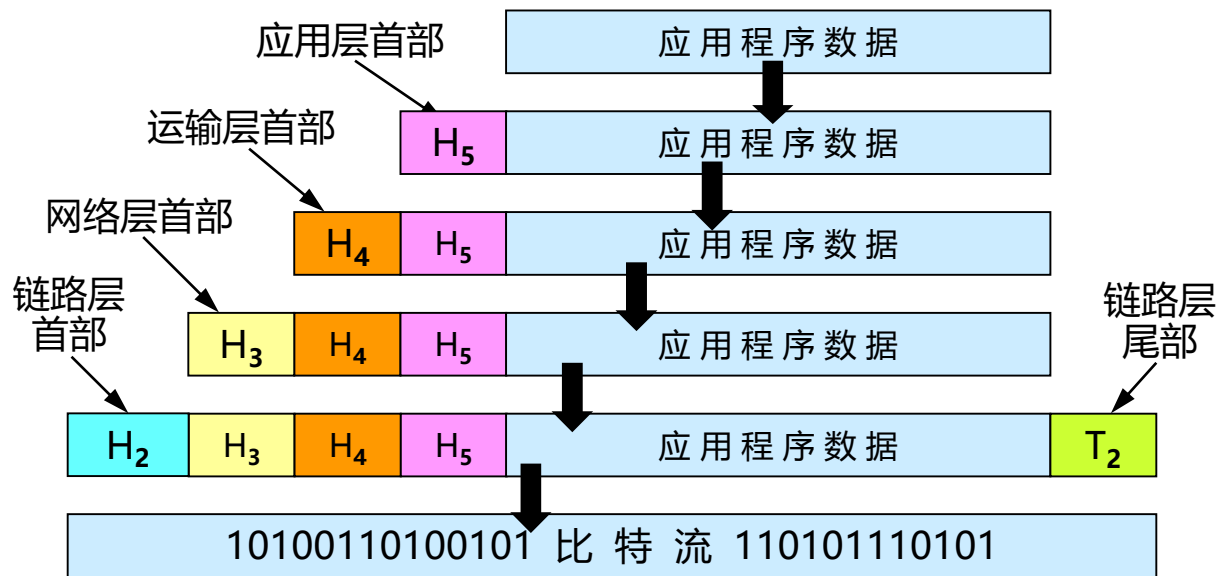 应用层首部
应用程序数据
运输层首部
H5 应用程序数据
网络层首部
H4 H5 应用程序数据
链路层
首部
链路层
尾部
H3 H4 H5 应用程序数据
H2 H3 H4 H5 应用程序数据 T2
10100110100101 比特流 110101110101